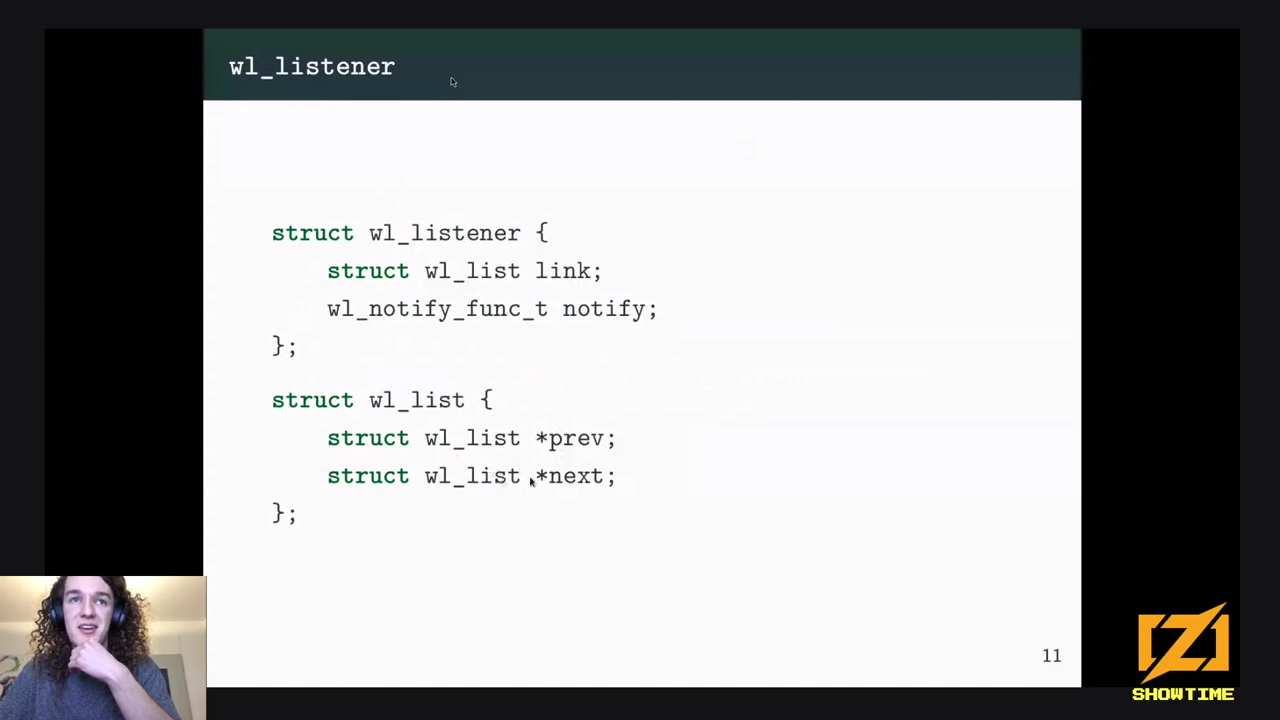 wl_listener
struct wl_listener {
struct wl_list link;
wl_notify_func_t notify;
};
struct wl_list {
struct wl_list *prev;
struct wl_list *next;
};
11
Z
SHOWTIME